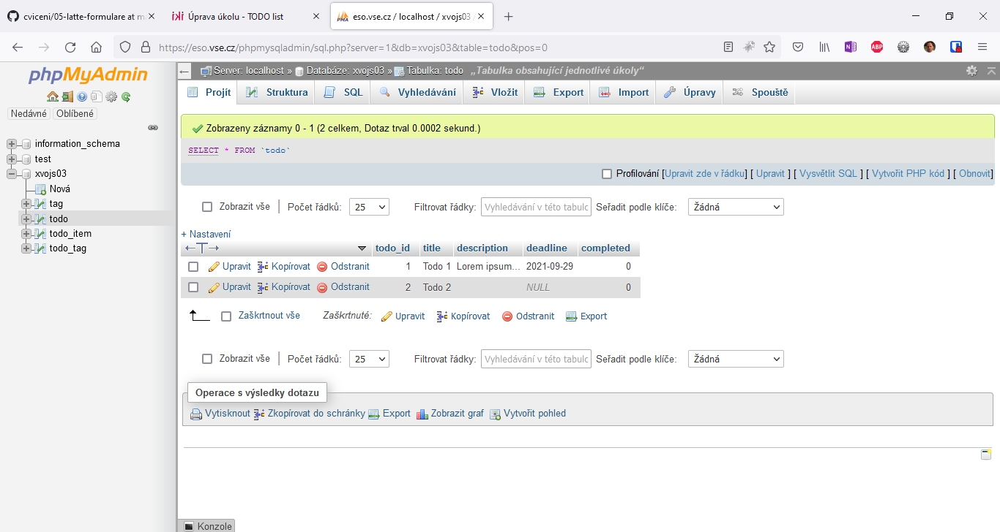 cviceni/05-latte-formulare at m
Úprava úkolu - TODO list
PMA
eso.vse.cz / localhost / xvojs03 /
https://eso.vse.cz/phpmysqladmin/sql.php?server=1&db=xvojs03&table=todo&pos=0
N
ABP
phpMyAdmin
Nedávné
Oblíbené
information_schema
test
xvojs03
Nová
tag
todo
todo_item
todo_tag
Server: localhost » Databáze: xvojs03 » Tabulka: todo „Tabulka obsahující jednotlivé úkoly“
Projít
Struktura
SQL
Vyhledávání
Vložit
Export
Import
Úpravy
Spouště
Zobrazeny záznamy 0 - 1 (2 celkem, Dotaz trval 0.0002 sekund.)
SELECT * FROM `todo`
Profilování [Upravit zde v řádku] [ Upravit ] [ Vysvětlit SQL ] [ Vytvořit PHP kód ] [ Obnovit]
Zobrazit vše | Počet řádků: 25 Filtrovat řádky: Vyhledávání v této tabulc Seřadit podle klíče: Žádná
+ Nastavení
←T→ todo_id title description deadline completed
Upravit Kopírovat Odstranit 1 Todo 1 Lorem ipsum... 2021-09-29 0
Upravit Kopírovat Odstranit 2 Todo 2 NULL 0
Zaškrtnout vše Zaškrtnuté: Upravit Kopírovat Odstranit Export
Zobrazit vše | Počet řádků: 25 Filtrovat řádky: Vyhledávání v této tabulc Seřadit podle klíče: Žádná
Operace s výsledky dotazu
Vytisknout Zkopírovat do schránky Export Zobrazit graf Vytvořit pohled
Konzole